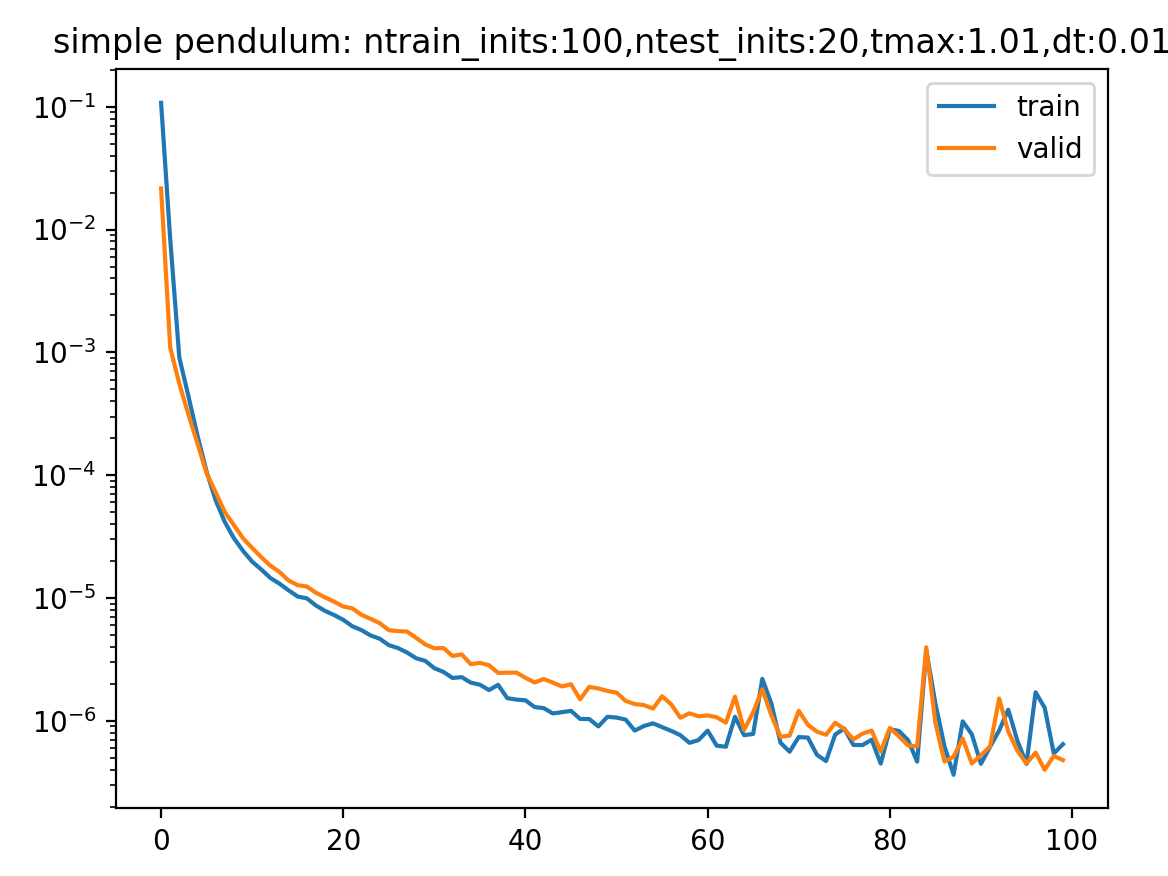 simple pendulum: ntrain_inits:100,ntest_inits:20,tmax:1.01,dt:0.01
train
valid
10⁻¹
10⁻²
10⁻³
10⁻⁴
10⁻⁵
10⁻⁶
0 20 40 60 80 100